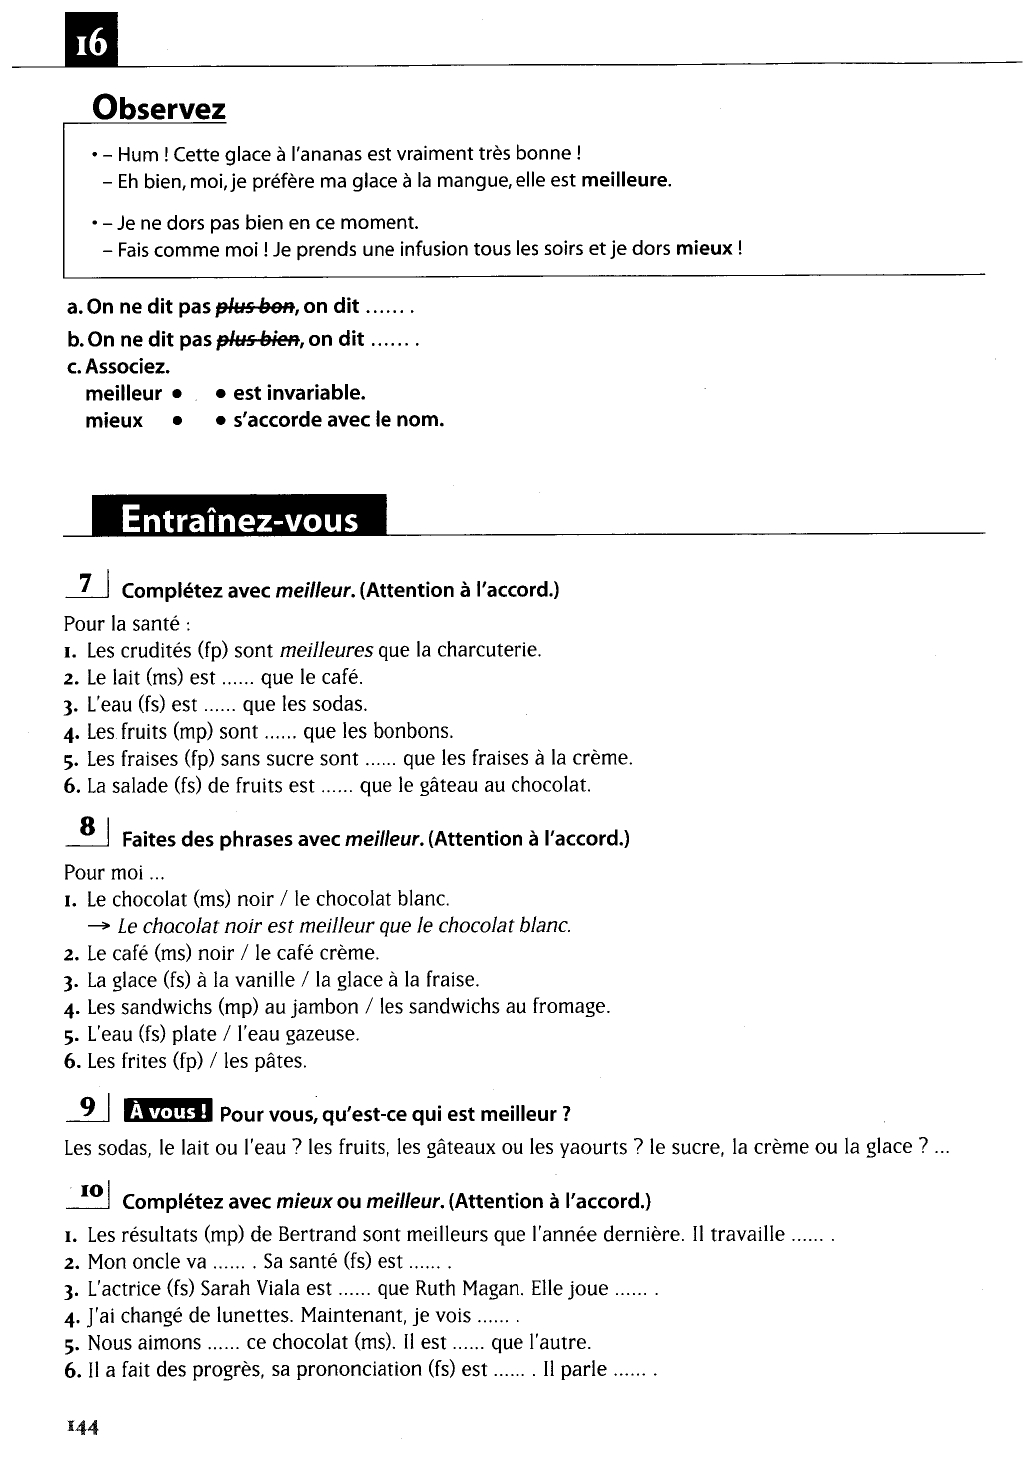 16
Observez
• – Hum ! Cette glace à l'ananas est vraiment très bonne !
– Eh bien, moi, je préfère ma glace à la mangue, elle est meilleure.
• – Je ne dors pas bien en ce moment.
– Fais comme moi ! Je prends une infusion tous les soirs et je dors mieux !
a. On ne dit pas plus bon, on dit ....... .
b. On ne dit pas plus bien, on dit ...... .
c. Associez.
meilleur • • est invariable.
mieux • • s'accorde avec le nom.
Entraînez-vous
7 Complétez avec meilleur. (Attention à l'accord.)
Pour la santé :
1. Les crudités (fp) sont meilleures que la charcuterie.
2. Le lait (ms) est ...... que le café.
3. L'eau (fs) est ...... que les sodas.
4. Les fruits (mp) sont ...... que les bonbons.
5. Les fraises (fp) sans sucre sont ...... que les fraises à la crème.
6. La salade (fs) de fruits est ...... que le gâteau au chocolat.
8 Faites des phrases avec meilleur. (Attention à l'accord.)
Pour moi ...
1. Le chocolat (ms) noir / le chocolat blanc.
→ Le chocolat noir est meilleur que le chocolat blanc.
2. Le café (ms) noir / le café crème.
3. La glace (fs) à la vanille / la glace à la fraise.
4. Les sandwichs (mp) au jambon / les sandwichs au fromage.
5. L'eau (fs) plate / l'eau gazeuse.
6. Les frites (fp) / les pâtes.
9 À vous ! Pour vous, qu'est-ce qui est meilleur ?
Les sodas, le lait ou l'eau ? les fruits, les gâteaux ou les yaourts ? le sucre, la crème ou la glace ? ...
10 Complétez avec mieux ou meilleur. (Attention à l'accord.)
1. Les résultats (mp) de Bertrand sont meilleurs que l'année dernière. Il travaille ...... .
2. Mon oncle va ...... . Sa santé (fs) est ...... .
3. L'actrice (fs) Sarah Viala est ...... que Ruth Magan. Elle joue ...... .
4. J'ai changé de lunettes. Maintenant, je vois ...... .
5. Nous aimons ...... ce chocolat (ms). Il est ...... que l'autre.
6. Il a fait des progrès, sa prononciation (fs) est ...... . Il parle ...... .
144